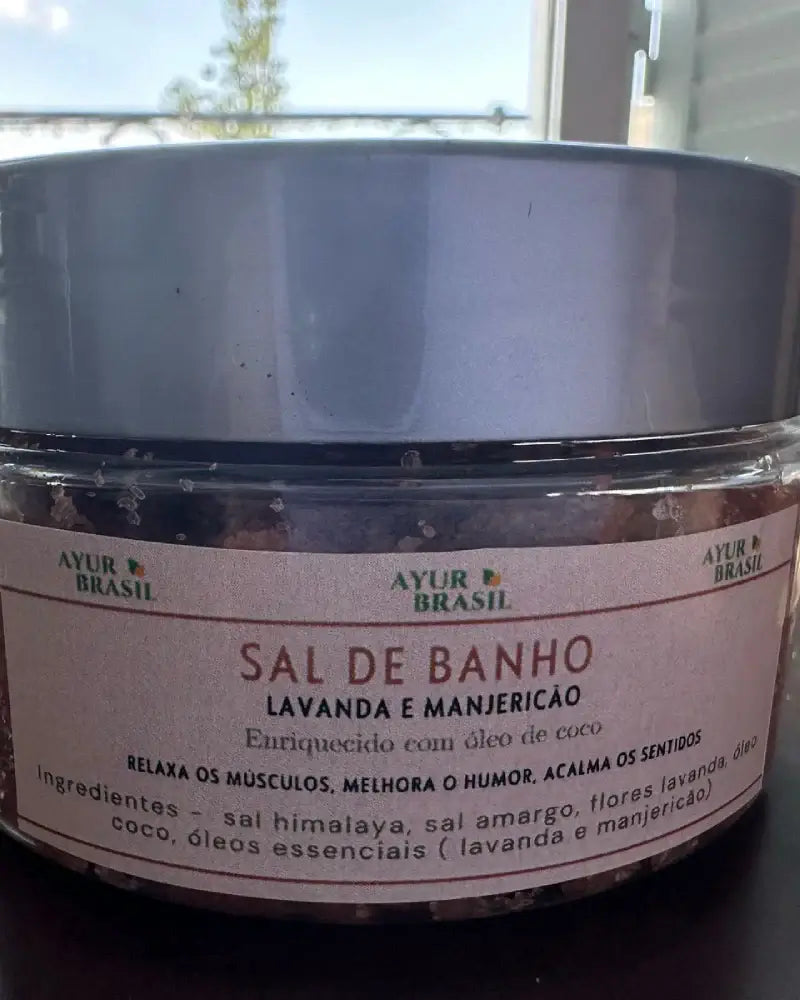 AYUR
BRASIL
AYUR
BRASIL
AYUR
BRASIL
SAL DE BANHO
LAVANDA E MANJERICÃO
Enriquecido com óleo de coco
RELAXA OS MÚSCULOS, MELHORA O HUMOR, ACALMA OS SENTIDOS
Ingredientes - sal himalaya, sal amargo, flores lavanda, óleo
coco, óleos essenciais ( lavanda e manjericão)